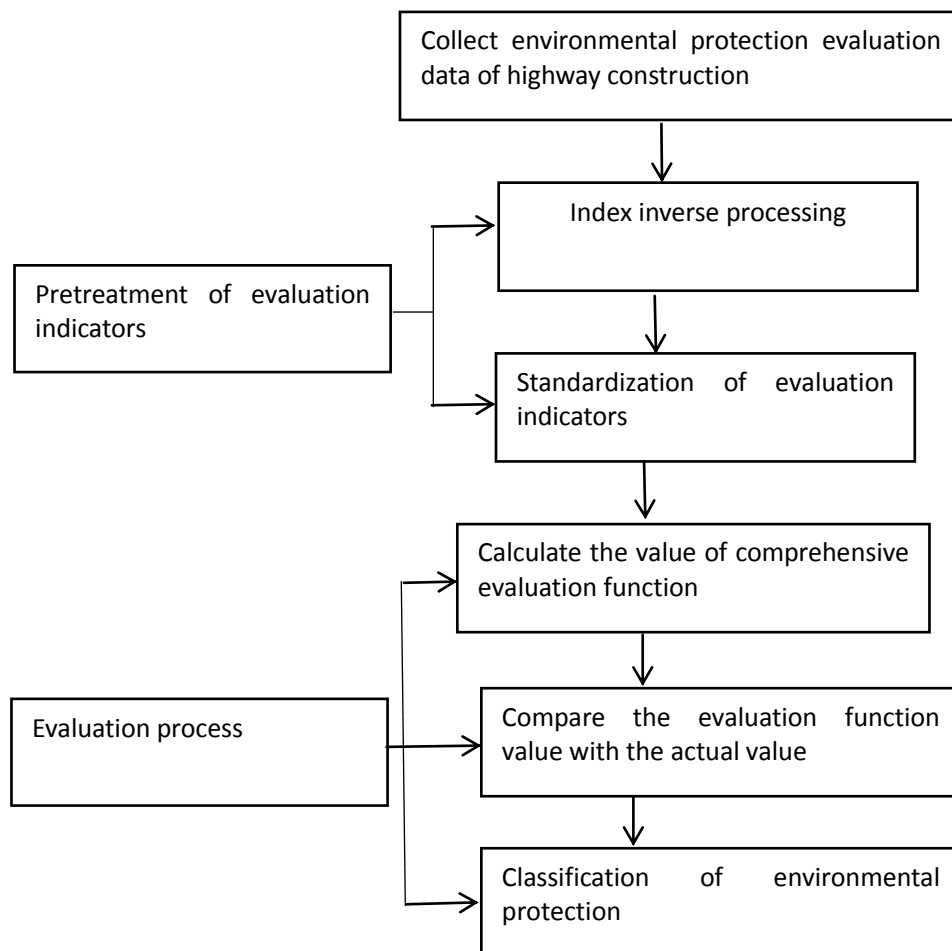 Collect environmental protection evaluation
data of highway construction
Index inverse processing
Pretreatment of evaluation
indicators
Standardization of evaluation
indicators
Calculate the value of comprehensive
evaluation function
Evaluation process
Compare the evaluation function
value with the actual value
Classification of environmental
protection